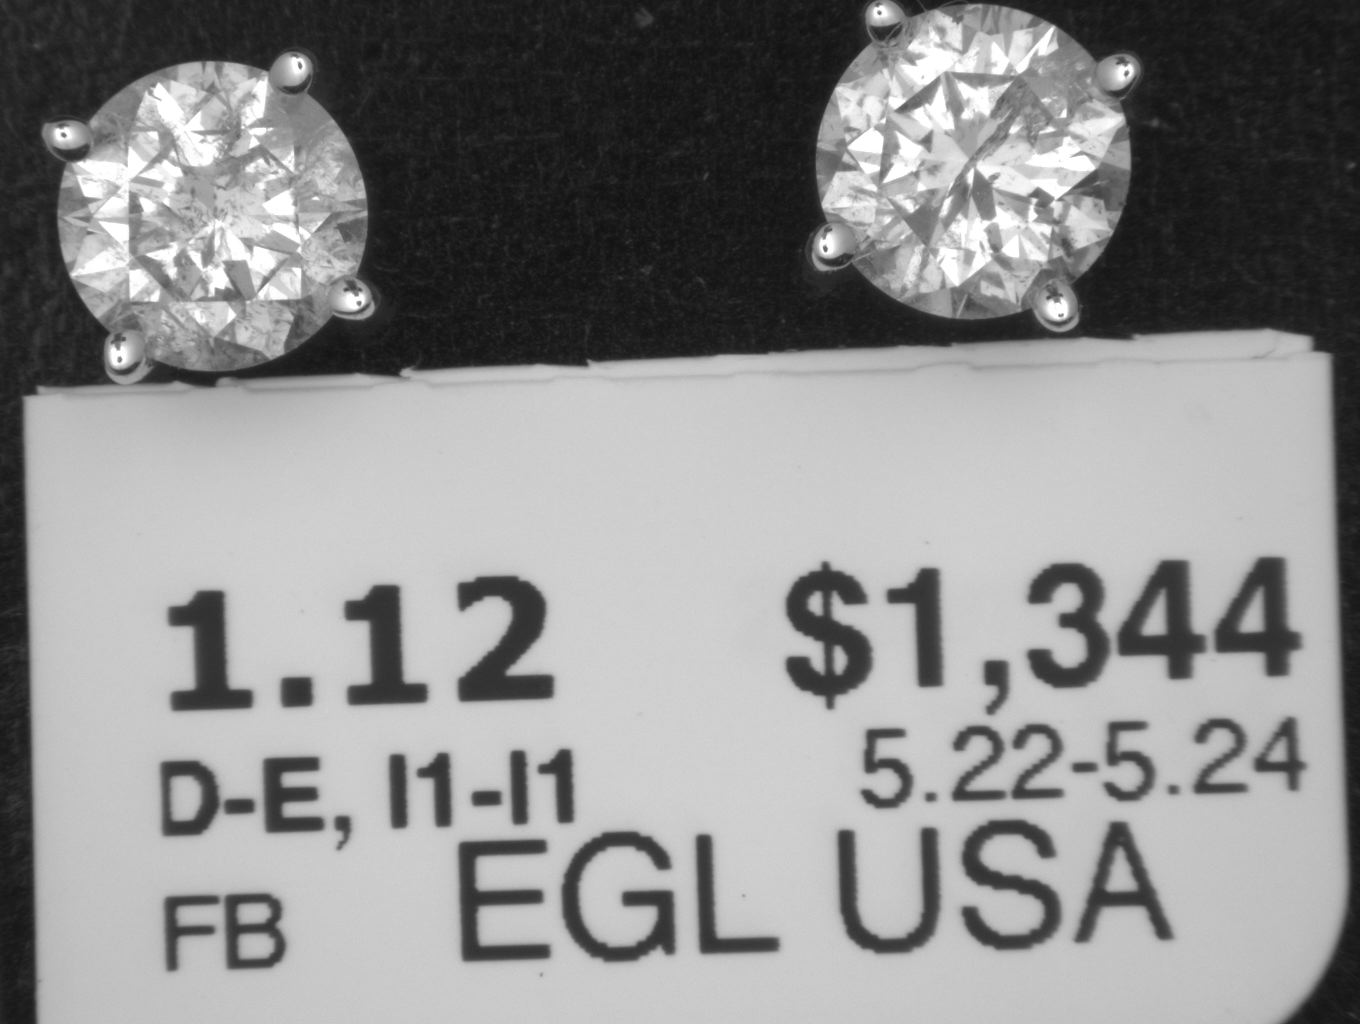 1.12 $1,344
D-E, I1-I1 5.22-5.24
FB EGL USA